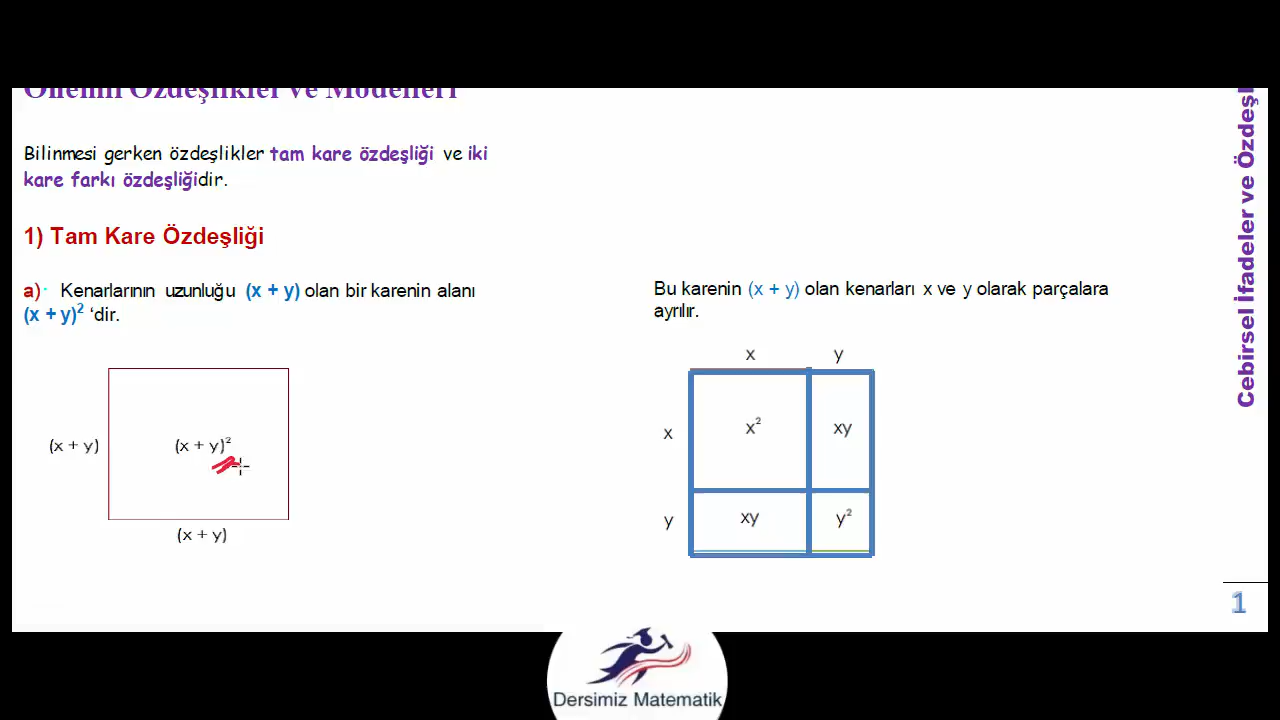 Önemli Özdeşlikler ve Modelleri
Bilinmesi gerken özdeşlikler tam kare özdeşliği ve iki
kare farkı özdeşliğidir.
1) Tam Kare Özdeşliği
a) Kenarlarının uzunluğu (x + y) olan bir karenin alanı
(x + y)² ‘dir.
(x + y)
(x + y)²
(x + y)
Bu karenin (x + y) olan kenarları x ve y olarak parçalara
ayrılır.
x y
x
x²
xy
y
xy
y²
Cebirsel İfadeler ve
1
Dersimiz Matematik